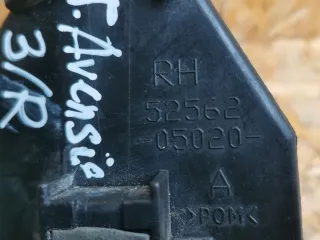 T. Avensis
3/R
RH
52562
-05020-
A
>POM<